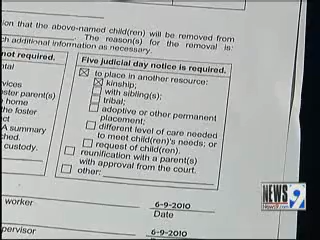 tion that the above-named child(ren) will be removed from
The reason(s) for the removal is:
ch additional information as necessary.
not required.
Five judicial day notice is required.
to place in another resource:
kinship;
with sibling(s);
tribal;
adoptive or other permanent
placement;
different level of care needed
to meet child(ren)'s needs; or
request of child(ren).
reunification with a parent(s)
with approval from the court.
other:
ntal
rvices
ster parent(s)
home
the foster
ect
A summary
ched.
custody.
worker
6-9-2010
Date
pervisor
6-9-2010
NEWS 9